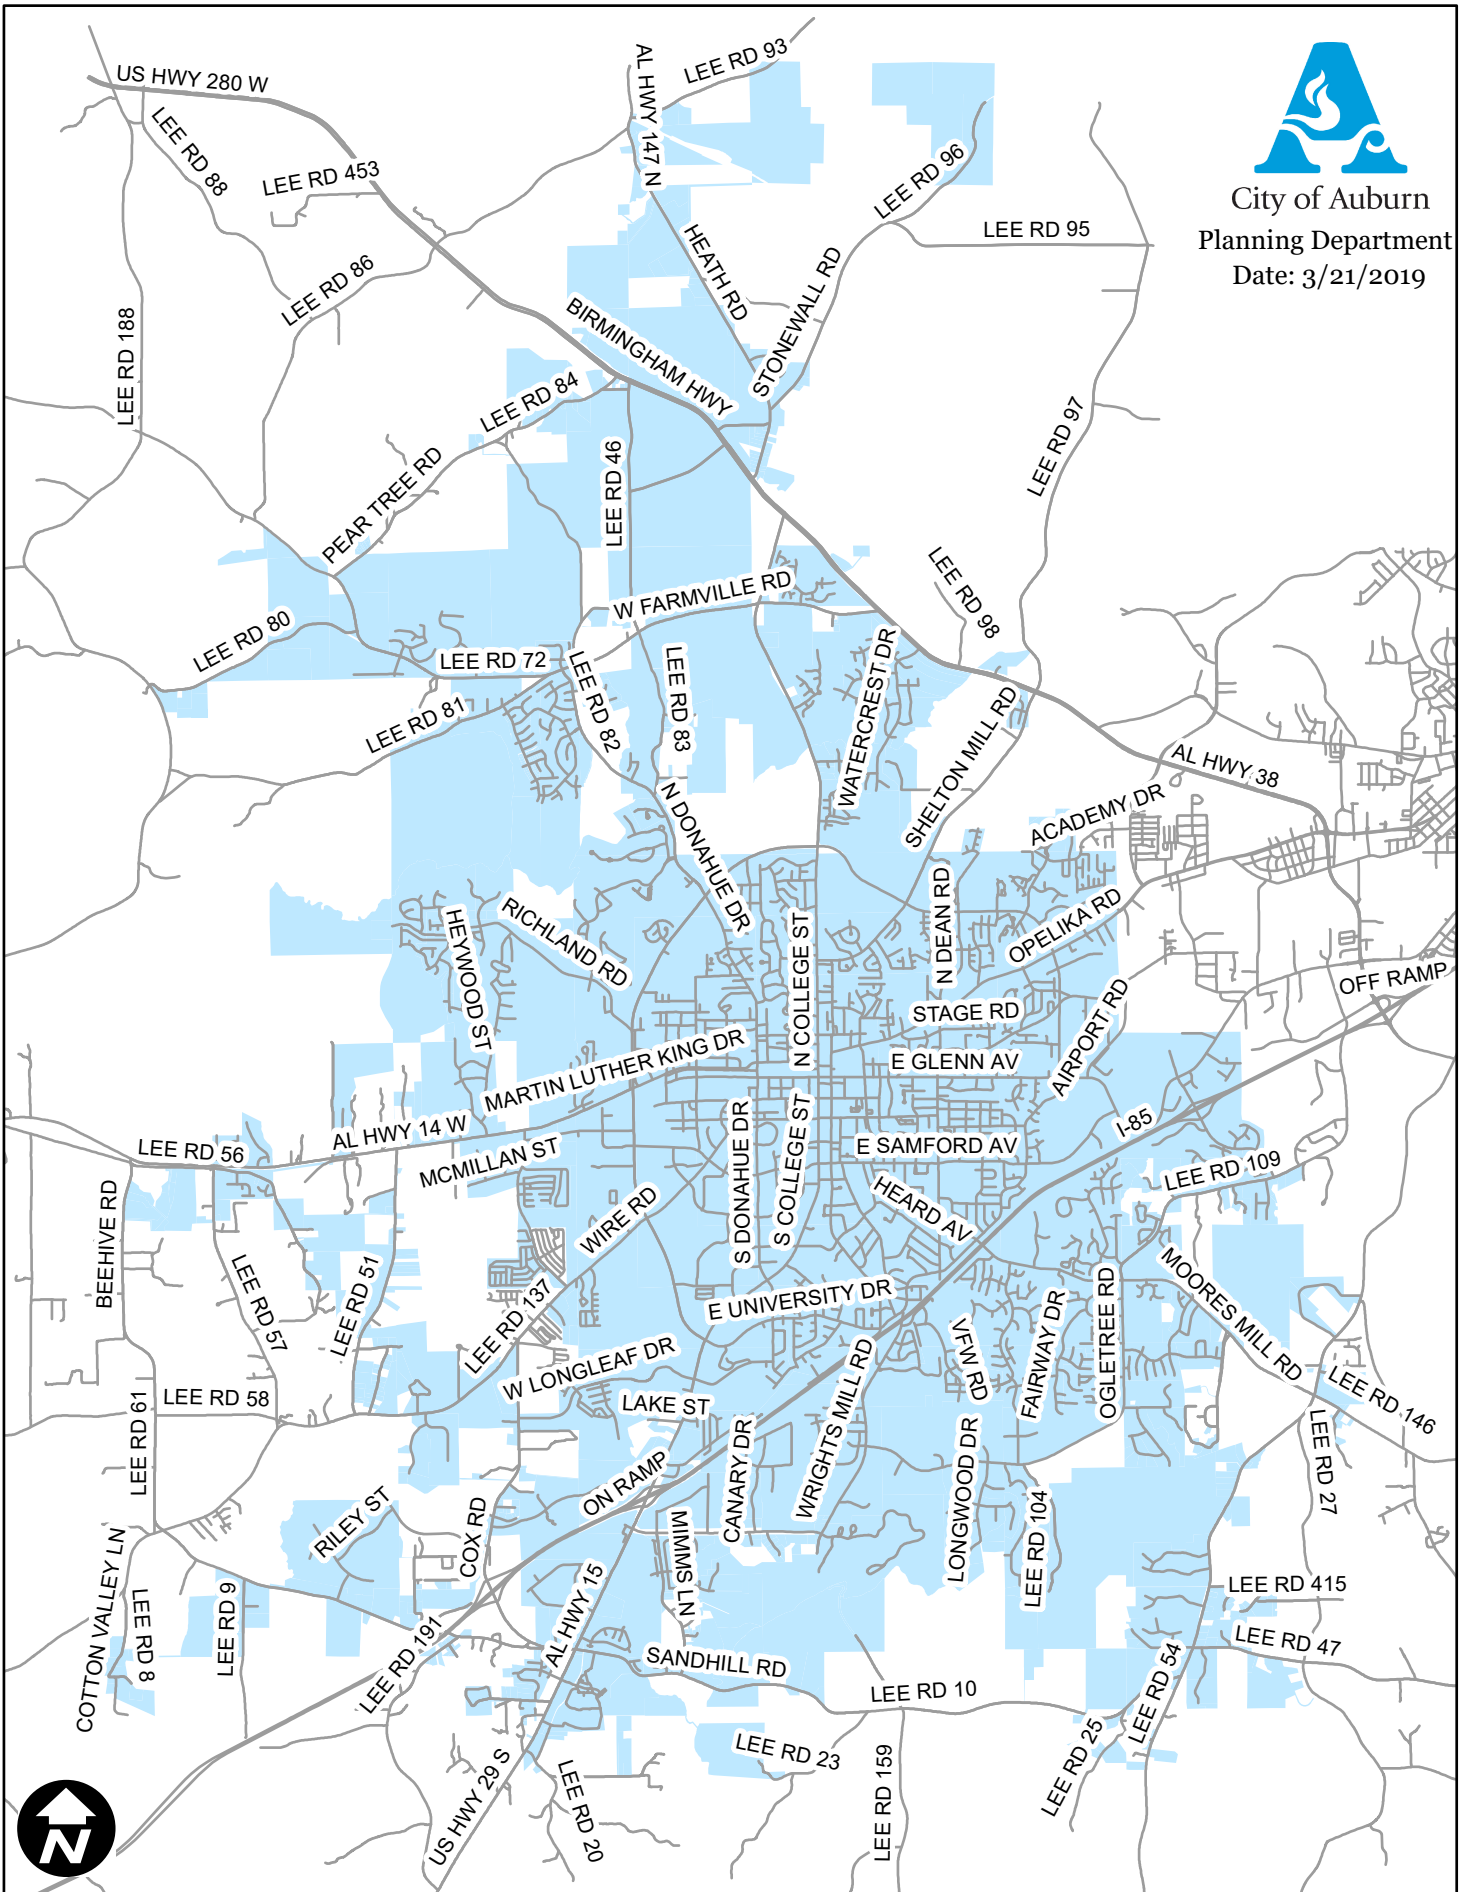 US HWY 280 W
AL HWY 147 N
LEE RD 93
City of Auburn
Planning Department
Date: 3/21/2019
LEE RD 88
LEE RD 453
LEE RD 96
LEE RD 95
HEATH RD
STONEWALL RD
LEE RD 86
LEE RD 188
BIRMINGHAM HWY
LEE RD 84
LEE RD 97
LEE RD 46
PEAR TREE RD
W FARMVILLE RD
LEE RD 98
LEE RD 80
LEE RD 72
LEE RD 82
LEE RD 83
WATERCREST DR
LEE RD 81
SHELTON MILL RD
AL HWY 38
N DONAHUE DR
ACADEMY DR
HEYWOOD ST
RICHLAND RD
N COLLEGE ST
N DEAN RD
OPELIKA RD
OFF RAMP
STAGE RD
AIRPORT RD
MARTIN LUTHER KING DR
E GLENN AV
AL HWY 14 W
LEE RD 56
MCMILLAN ST
S DONAHUE DR
S COLLEGE ST
E SAMFORD AV
I-85
LEE RD 109
BEEHIVE RD
WIRE RD
HEARD AV
LEE RD 57
LEE RD 51
LEE RD 137
E UNIVERSITY DR
MOORES MILL RD
OGLETREE RD
FAIRWAY DR
VFW RD
W LONGLEAF DR
WRIGHTS MILL RD
LEE RD 61
LEE RD 58
LAKE ST
LEE RD 146
LEE RD 27
CANARY DR
LONGWOOD DR
ON RAMP
RILEY ST
COX RD
MIMMS LN
LEE RD 104
COTTON VALLEY LN
LEE RD 8
LEE RD 9
LEE RD 415
AL HWY 15
LEE RD 191
LEE RD 47
SANDHILL RD
LEE RD 10
LEE RD 54
LEE RD 25
LEE RD 23
LEE RD 159
US HWY 29 S
LEE RD 20
N